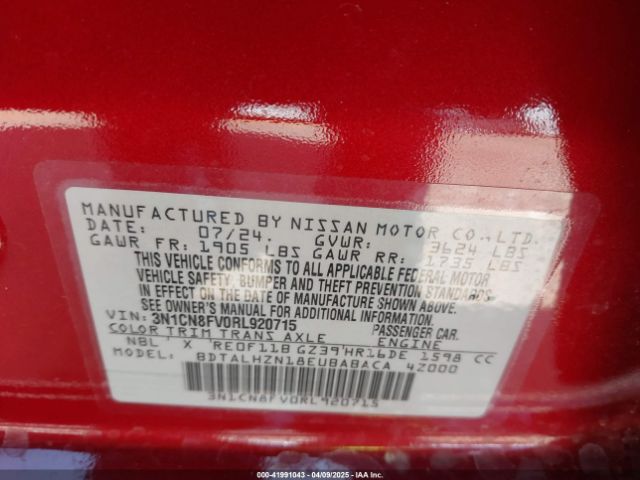 MANUFACTURED BY NISSAN MOTOR CO., LTD.
DATE: 07/24, GVWR: 3624 LBS
GAWR FR: 1905 LBS GAWR RR: 1735 LBS
THIS VEHICLE CONFORMS TO ALL APPLICABLE FEDERAL MOTOR
VEHICLE SAFETY, BUMPER AND THEFT PREVENTION STANDARDS
IN EFFECT ON THE DATE OF MANUFACTURE SHOWN ABOVE.
SEE OWNER'S MANUAL FOR ADDITIONAL INFORMATION.
VIN: 3N1CN8FV0RL920715 PASSENGER CAR.
COLOR TRIM TRANS AXLE ENGINE
NBL X RE0F11B GZ39 HR16DE 1598 CC
MODEL: BDTALHZN18EUBABACA 42000
3N1CN8FV0RL920715
000-41991043 - 04/09/2025 - IAA Inc.